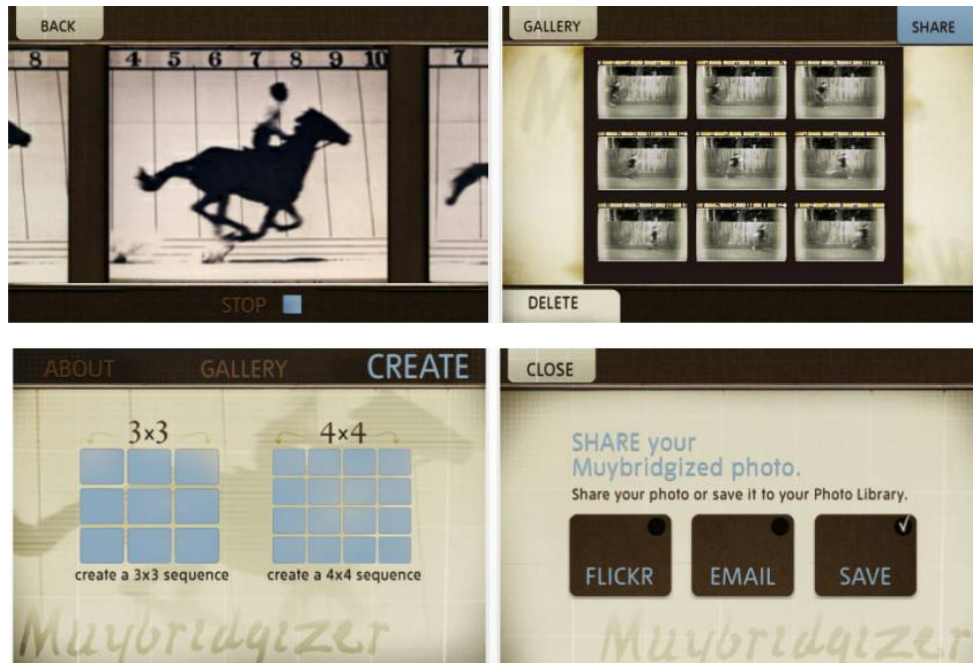 BACK
8
4 5 6 7 8 9 10
7
STOP
GALLERY
SHARE
DELETE
ABOUT GALLERY CREATE
3×3
4×4
create a 3x3 sequence
create a 4x4 sequence
Muybridgizer
CLOSE
SHARE your
Muybridgized photo.
Share your photo or save it to your Photo Library.
FLICKR
EMAIL
SAVE
Muybridgizer